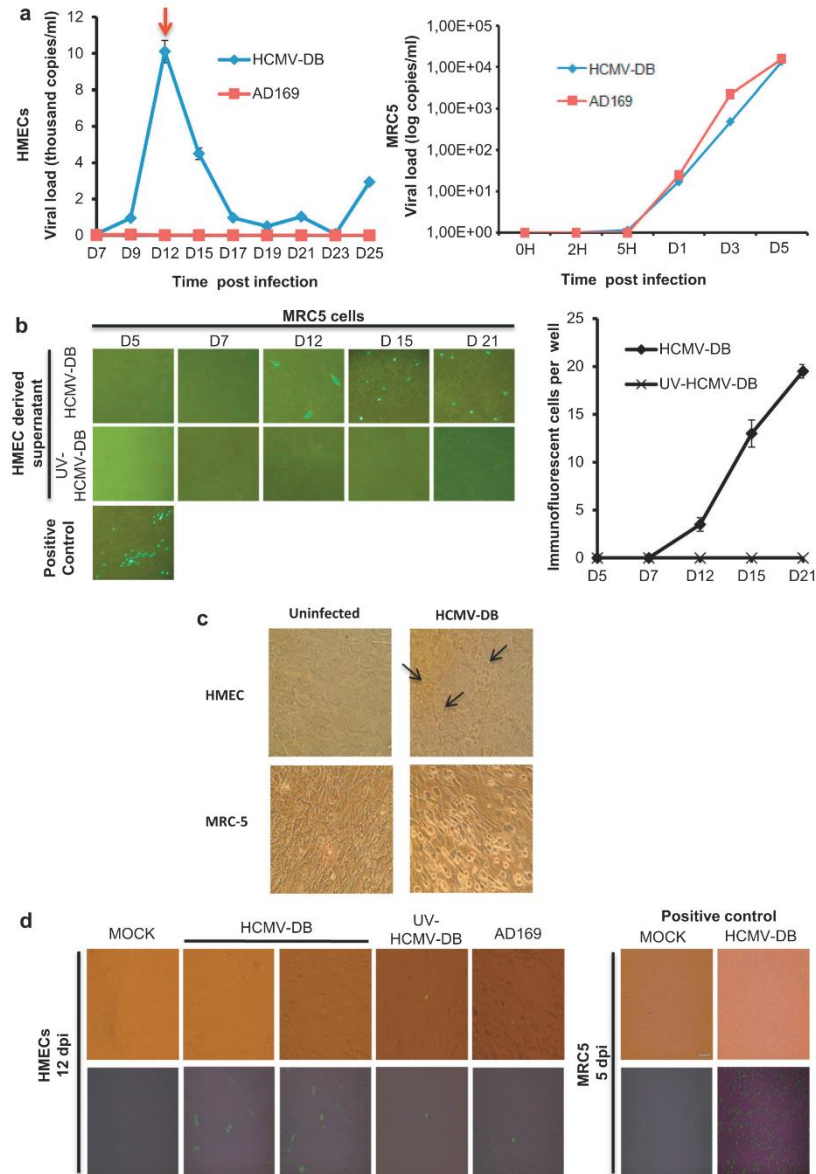 a
HMECs
Viral load (thousand copies/ml)
12
10
8
6
4
2
0
D7 D9 D12 D15 D17 D19 D21 D23 D25
Time post infection
HCMV-DB
AD169
MRC5
Viral load (log copies/ml)
1,00E+05
1,00E+04
1,00E+03
1,00E+02
1,00E+01
1,00E+00
0H 2H 5H D1 D3 D5
Time post infection
HCMV-DB
AD169
b
MRC5 cells
D5 D7 D12 D 15 D 21
HMEC derived
supernatant
HCMV-DB
UV-
HCMV-DB
Positive
Control
Immunofluorescent cells per well
25
20
15
10
5
0
D5 D7 D12 D15 D21
HCMV-DB
UV-HCMV-DB
c
Uninfected HCMV-DB
HMEC
MRC-5
d
MOCK HCMV-DB UV-
HCMV-DB AD169
HMECs
12 dpi
Positive control
MOCK HCMV-DB
MRC5
5 dpi